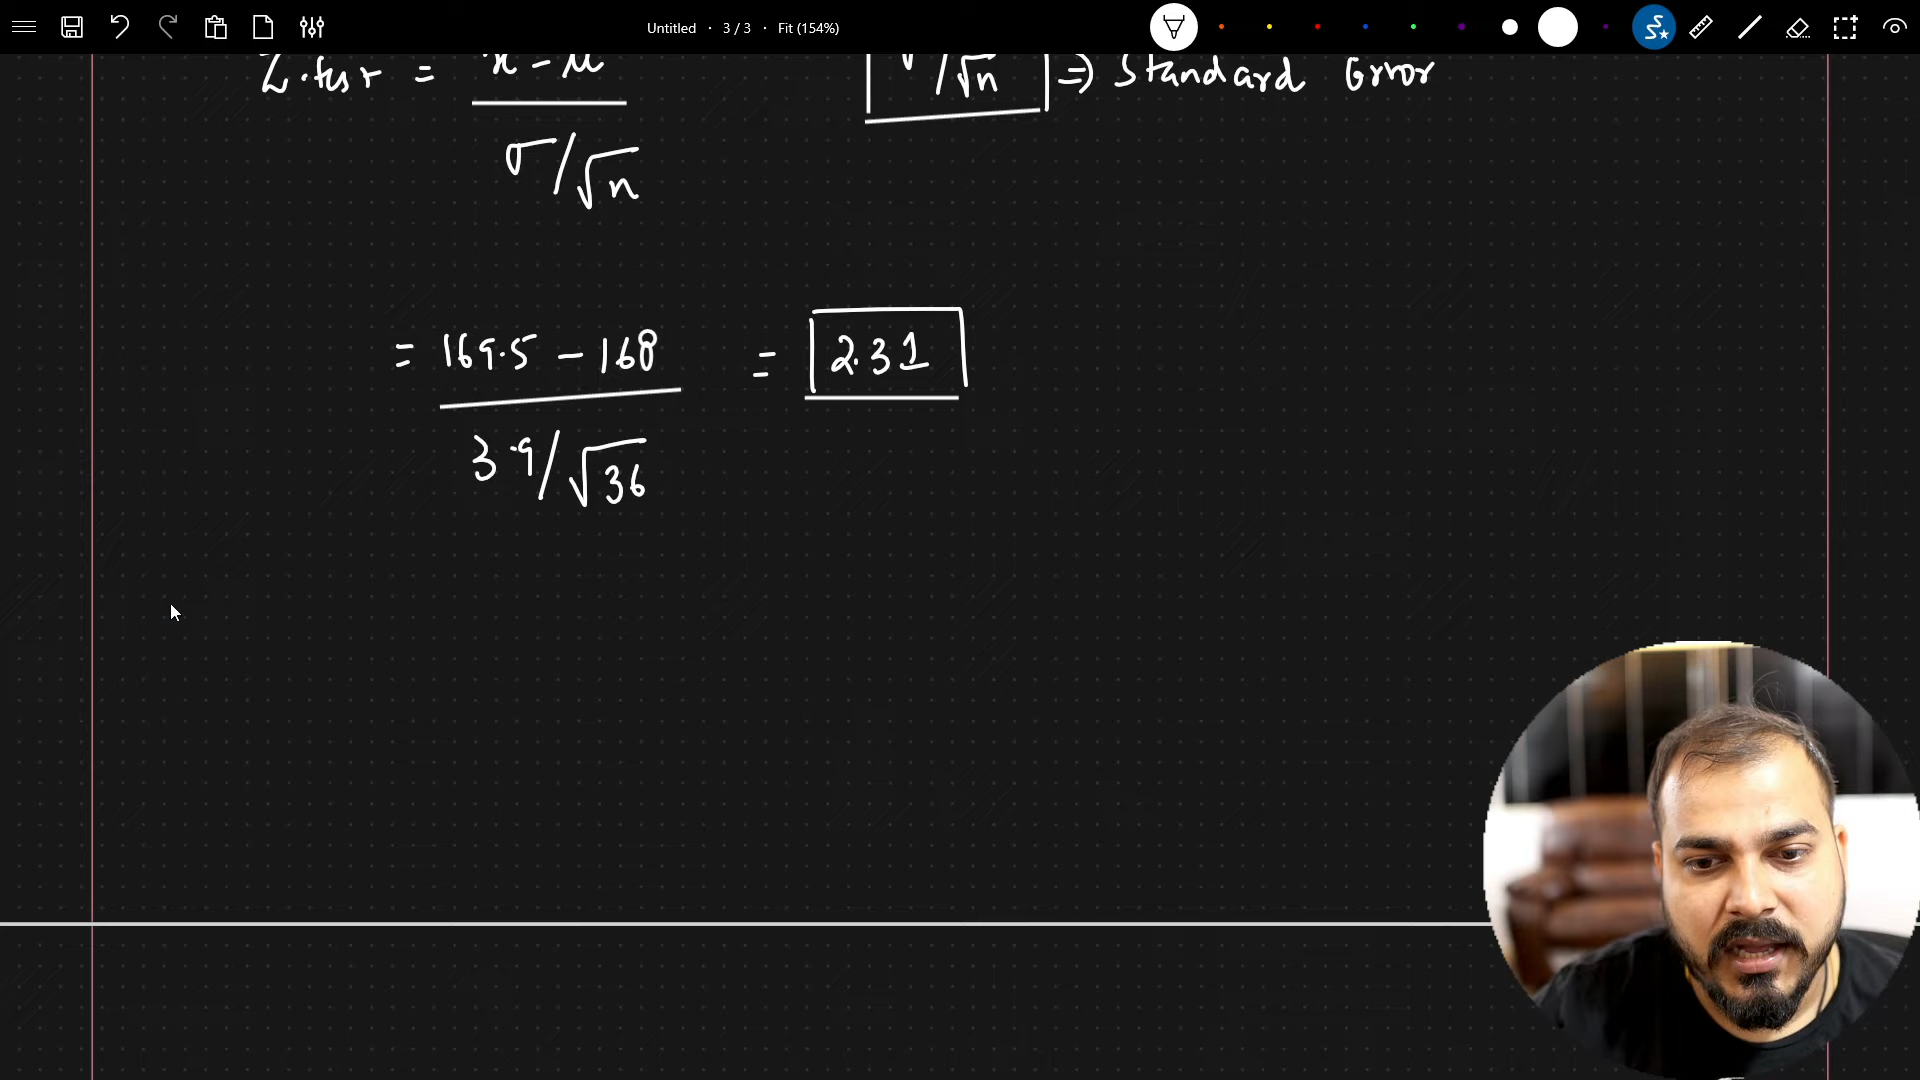 Untitled · 3 / 3 · Fit (154%)
Z.test = x̄ - μ
σ/√n
σ/√n ⇒ Standard Error
= 169.5 - 168 = 2.31
3.9/√36